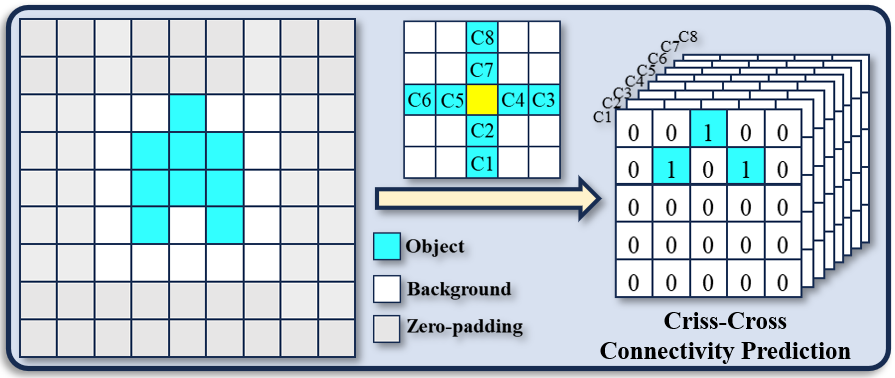 C8
C7
C6 C5 C4 C3
C2
C1
Object
Background
Zero-padding
C8
C7
C6
C5
C4
C3
C2
C1
0 0 1 0 0
0 1 0 1 0
0 0 0 0 0
0 0 0 0 0
0 0 0 0 0
Criss-Cross
Connectivity Prediction